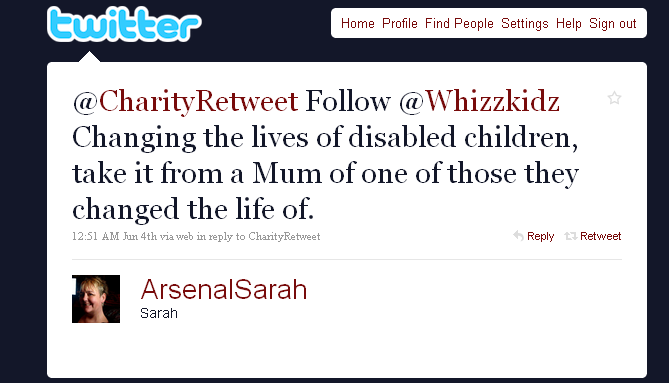 twitter
Home Profile Find People Settings Help Sign out
@CharityRetweet Follow @Whizzkidz
Changing the lives of disabled children,
take it from a Mum of one of those they
changed the life of.
12:51 AM Jun 4th via web in reply to CharityRetweet
Reply Retweet
ArsenalSarah
Sarah